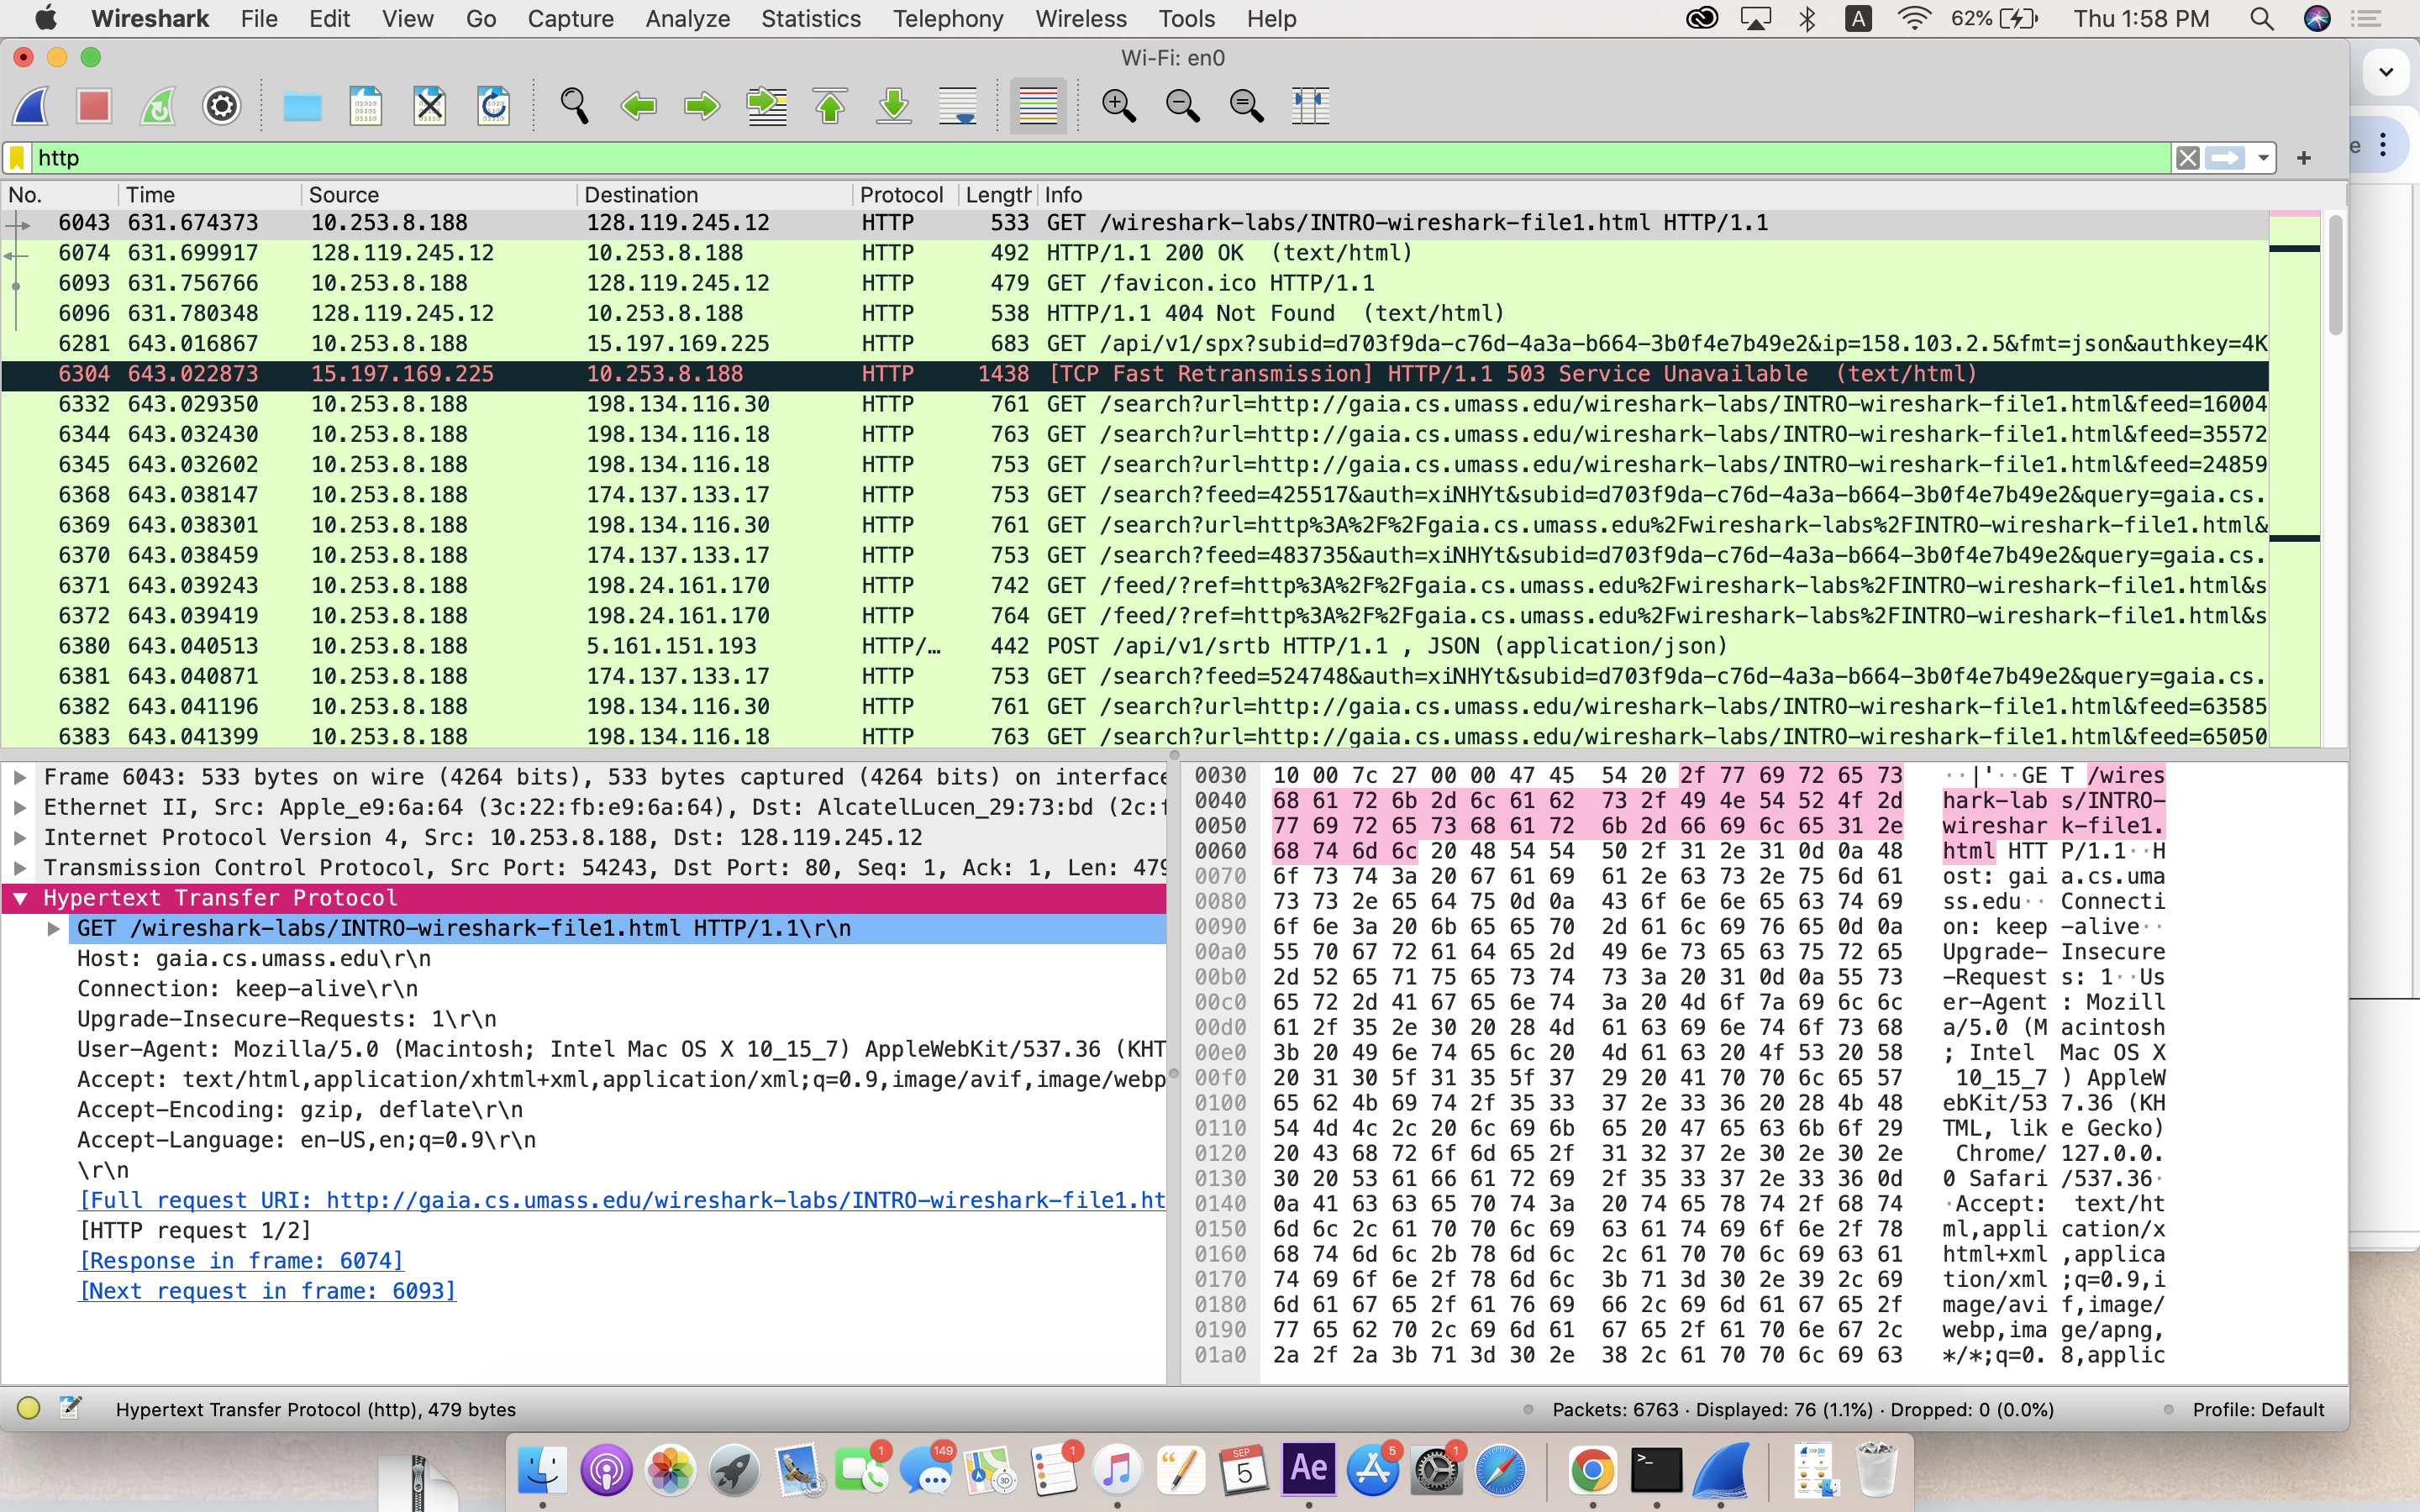 Wireshark File Edit View Go Capture Analyze Statistics Telephony Wireless Tools Help A 62% Thu 1:58 PM
Wi-Fi: en0
http
+
e
No. Time Source Destination Protocol Length Info
6043 631.674373 10.253.8.188 128.119.245.12 HTTP 533 GET /wireshark-labs/INTRO-wireshark-file1.html HTTP/1.1
6074 631.699917 128.119.245.12 10.253.8.188 HTTP 492 HTTP/1.1 200 OK (text/html)
6093 631.756766 10.253.8.188 128.119.245.12 HTTP 479 GET /favicon.ico HTTP/1.1
6096 631.780348 128.119.245.12 10.253.8.188 HTTP 538 HTTP/1.1 404 Not Found (text/html)
6281 643.016867 10.253.8.188 15.197.169.225 HTTP 683 GET /api/v1/spx?subid=d703f9da-c76d-4a3a-b664-3b0f4e7b49e2&ip=158.103.2.5&fmt=json&authkey=4K
6304 643.022873 15.197.169.225 10.253.8.188 HTTP 1438 [TCP Fast Retransmission] HTTP/1.1 503 Service Unavailable (text/html)
6332 643.029350 10.253.8.188 198.134.116.30 HTTP 761 GET /search?url=http://gaia.cs.umass.edu/wireshark-labs/INTRO-wireshark-file1.html&feed=16004
6344 643.032430 10.253.8.188 198.134.116.18 HTTP 763 GET /search?url=http://gaia.cs.umass.edu/wireshark-labs/INTRO-wireshark-file1.html&feed=35572
6345 643.032602 10.253.8.188 198.134.116.18 HTTP 753 GET /search?url=http://gaia.cs.umass.edu/wireshark-labs/INTRO-wireshark-file1.html&feed=24859
6368 643.038147 10.253.8.188 174.137.133.17 HTTP 753 GET /search?feed=425517&auth=xiNHYt&subid=d703f9da-c76d-4a3a-b664-3b0f4e7b49e2&query=gaia.cs.
6369 643.038301 10.253.8.188 198.134.116.30 HTTP 761 GET /search?url=http%3A%2F%2Fgaia.cs.umass.edu%2Fwireshark-labs%2FINTRO-wireshark-file1.html&
6370 643.038459 10.253.8.188 174.137.133.17 HTTP 753 GET /search?feed=483735&auth=xiNHYt&subid=d703f9da-c76d-4a3a-b664-3b0f4e7b49e2&query=gaia.cs.
6371 643.039243 10.253.8.188 198.24.161.170 HTTP 742 GET /feed/?ref=http%3A%2F%2Fgaia.cs.umass.edu%2Fwireshark-labs%2FINTRO-wireshark-file1.html&s
6372 643.039419 10.253.8.188 198.24.161.170 HTTP 764 GET /feed/?ref=http%3A%2F%2Fgaia.cs.umass.edu%2Fwireshark-labs%2FINTRO-wireshark-file1.html&s
6380 643.040513 10.253.8.188 5.161.151.193 HTTP/… 442 POST /api/v1/srtb HTTP/1.1 , JSON (application/json)
6381 643.040871 10.253.8.188 174.137.133.17 HTTP 753 GET /search?feed=524748&auth=xiNHYt&subid=d703f9da-c76d-4a3a-b664-3b0f4e7b49e2&query=gaia.cs.
6382 643.041196 10.253.8.188 198.134.116.30 HTTP 761 GET /search?url=http://gaia.cs.umass.edu/wireshark-labs/INTRO-wireshark-file1.html&feed=63585
6383 643.041399 10.253.8.188 198.134.116.18 HTTP 763 GET /search?url=http://gaia.cs.umass.edu/wireshark-labs/INTRO-wireshark-file1.html&feed=65050
Frame 6043: 533 bytes on wire (4264 bits), 533 bytes captured (4264 bits) on interface
Ethernet II, Src: Apple_e9:6a:64 (3c:22:fb:e9:6a:64), Dst: AlcatelLucen_29:73:bd (2c:f
Internet Protocol Version 4, Src: 10.253.8.188, Dst: 128.119.245.12
Transmission Control Protocol, Src Port: 54243, Dst Port: 80, Seq: 1, Ack: 1, Len: 479
Hypertext Transfer Protocol
GET /wireshark-labs/INTRO-wireshark-file1.html HTTP/1.1\r\n
Host: gaia.cs.umass.edu\r\n
Connection: keep-alive\r\n
Upgrade-Insecure-Requests: 1\r\n
User-Agent: Mozilla/5.0 (Macintosh; Intel Mac OS X 10_15_7) AppleWebKit/537.36 (KHT
Accept: text/html,application/xhtml+xml,application/xml;q=0.9,image/avif,image/webp
Accept-Encoding: gzip, deflate\r\n
Accept-Language: en-US,en;q=0.9\r\n
\r\n
[Full request URI: http://gaia.cs.umass.edu/wireshark-labs/INTRO-wireshark-file1.ht
[HTTP request 1/2]
[Response in frame: 6074]
[Next request in frame: 6093]
0030 10 00 7c 27 00 00 47 45 54 20 2f 77 69 72 65 73 ··|'··GE T /wires
0040 68 61 72 6b 2d 6c 61 62 73 2f 49 4e 54 52 4f 2d hark-lab s/INTRO-
0050 77 69 72 65 73 68 61 72 6b 2d 66 69 6c 65 31 2e wireshar k-file1.
0060 68 74 6d 6c 20 48 54 54 50 2f 31 2e 31 0d 0a 48 html HTT P/1.1··H
0070 6f 73 74 3a 20 67 61 69 61 2e 63 73 2e 75 6d 61 ost: gai a.cs.uma
0080 73 73 2e 65 64 75 0d 0a 43 6f 6e 6e 65 63 74 69 ss.edu·· Connecti
0090 6f 6e 3a 20 6b 65 65 70 2d 61 6c 69 76 65 0d 0a on: keep -alive··
00a0 55 70 67 72 61 64 65 2d 49 6e 73 65 63 75 72 65 Upgrade- Insecure
00b0 2d 52 65 71 75 65 73 74 73 3a 20 31 0d 0a 55 73 -Request s: 1··Us
00c0 65 72 2d 41 67 65 6e 74 3a 20 4d 6f 7a 69 6c 6c er-Agent : Mozill
00d0 61 2f 35 2e 30 20 28 4d 61 63 69 6e 74 6f 73 68 a/5.0 (M acintosh
00e0 3b 20 49 6e 74 65 6c 20 4d 61 63 20 4f 53 20 58 ; Intel Mac OS X
00f0 20 31 30 5f 31 35 5f 37 29 20 41 70 70 6c 65 57 10_15_7 ) AppleW
0100 65 62 4b 69 74 2f 35 33 37 2e 33 36 20 28 4b 48 ebKit/53 7.36 (KH
0110 54 4d 4c 2c 20 6c 69 6b 65 20 47 65 63 6b 6f 29 TML, lik e Gecko)
0120 20 43 68 72 6f 6d 65 2f 31 32 37 2e 30 2e 30 2e Chrome/ 127.0.0.
0130 30 20 53 61 66 61 72 69 2f 35 33 37 2e 33 36 0d 0 Safari /537.36·
0140 0a 41 63 63 65 70 74 3a 20 74 65 78 74 2f 68 74 ·Accept: text/ht
0150 6d 6c 2c 61 70 70 6c 69 63 61 74 69 6f 6e 2f 78 ml,appli cation/x
0160 68 74 6d 6c 2b 78 6d 6c 2c 61 70 70 6c 69 63 61 html+xml ,applica
0170 74 69 6f 6e 2f 78 6d 6c 3b 71 3d 30 2e 39 2c 69 tion/xml ;q=0.9,i
0180 6d 61 67 65 2f 61 76 69 66 2c 69 6d 61 67 65 2f mage/avi f,image/
0190 77 65 62 70 2c 69 6d 61 67 65 2f 61 70 6e 67 2c webp,ima ge/apng,
01a0 2a 2f 2a 3b 71 3d 30 2e 38 2c 61 70 70 6c 69 63 */*;q=0. 8,applic
Hypertext Transfer Protocol (http), 479 bytes
Packets: 6763 · Displayed: 76 (1.1%) · Dropped: 0 (0.0%)
Profile: Default
1 149 3D 1 SEP 5 Ae 5 1 >_